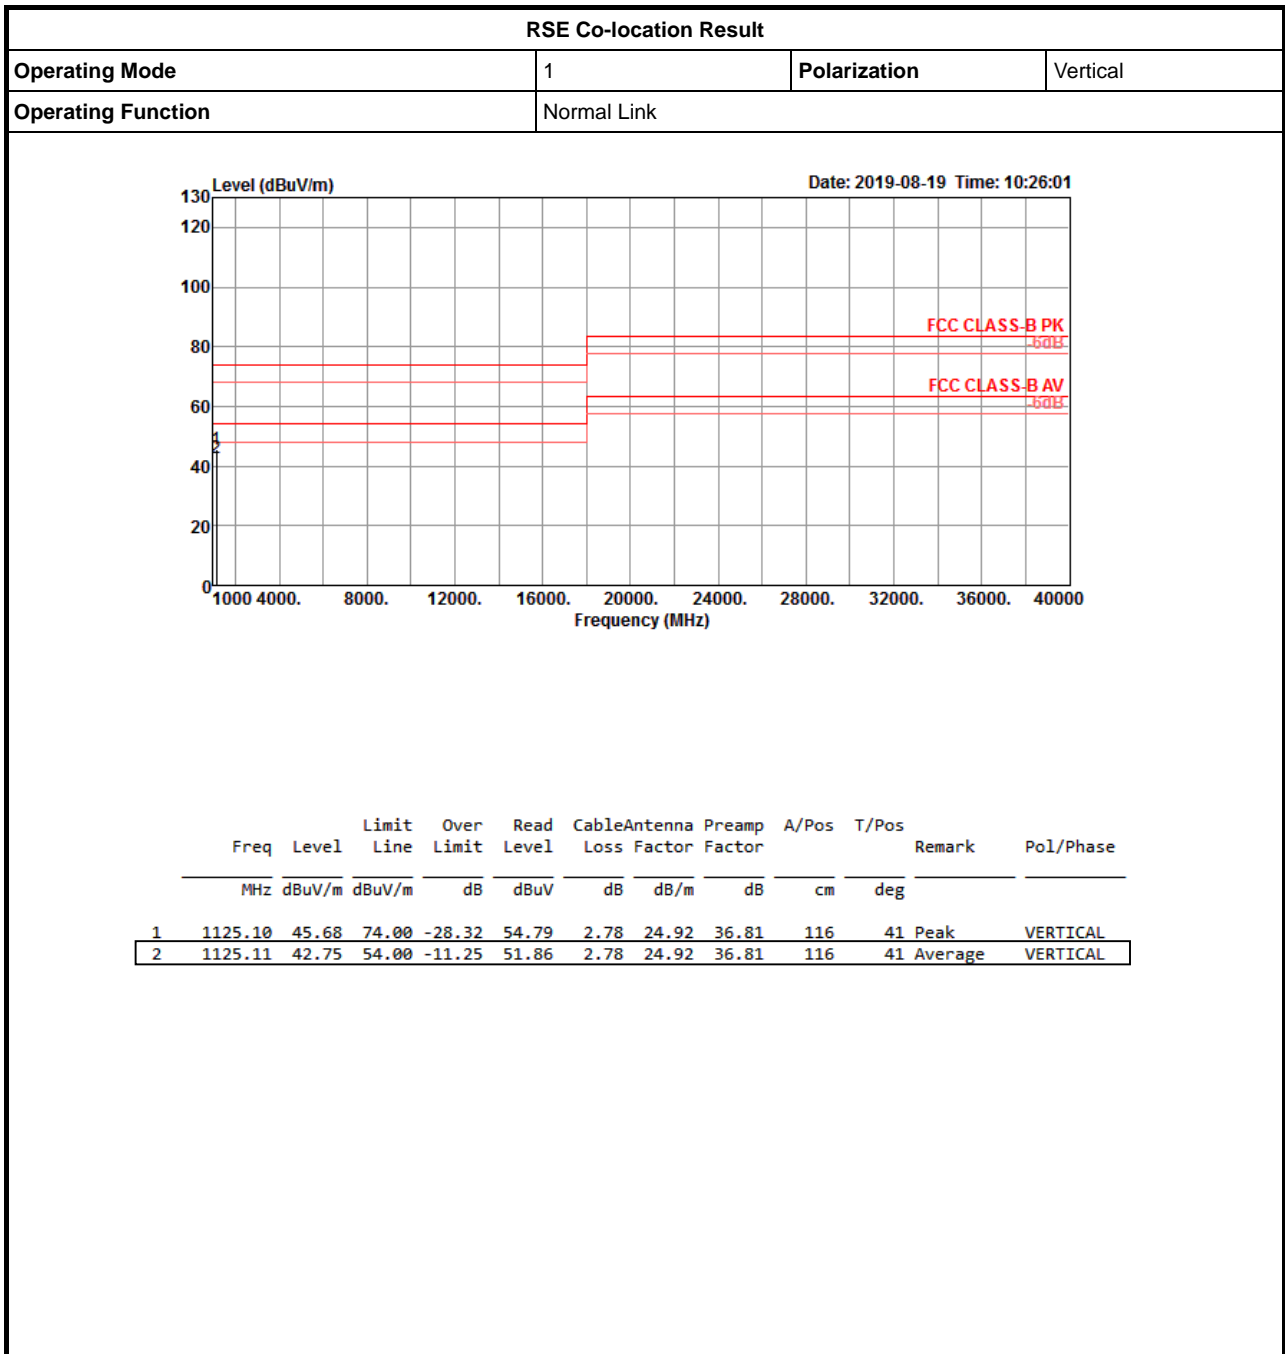 RSE Co-location Result
Operating Mode 1 Polarization Vertical
Operating Function Normal Link
Level (dBuV/m) Date: 2019-08-19 Time: 10:26:01
130
120
100
FCC CLASS-B PK
80 -6dB
FCC CLASS-B AV
60 -6dB
1
2
40
20
0
1000 4000. 8000. 12000. 16000. 20000. 24000. 28000. 32000. 36000. 40000
Frequency (MHz)
Limit Over Read CableAntenna Preamp A/Pos T/Pos
Freq Level Line Limit Level Loss Factor Factor Remark Pol/Phase
MHz dBuV/m dBuV/m dB dBuV dB dB/m dB cm deg
1 1125.10 45.68 74.00 -28.32 54.79 2.78 24.92 36.81 116 41 Peak VERTICAL
2 1125.11 42.75 54.00 -11.25 51.86 2.78 24.92 36.81 116 41 Average VERTICAL